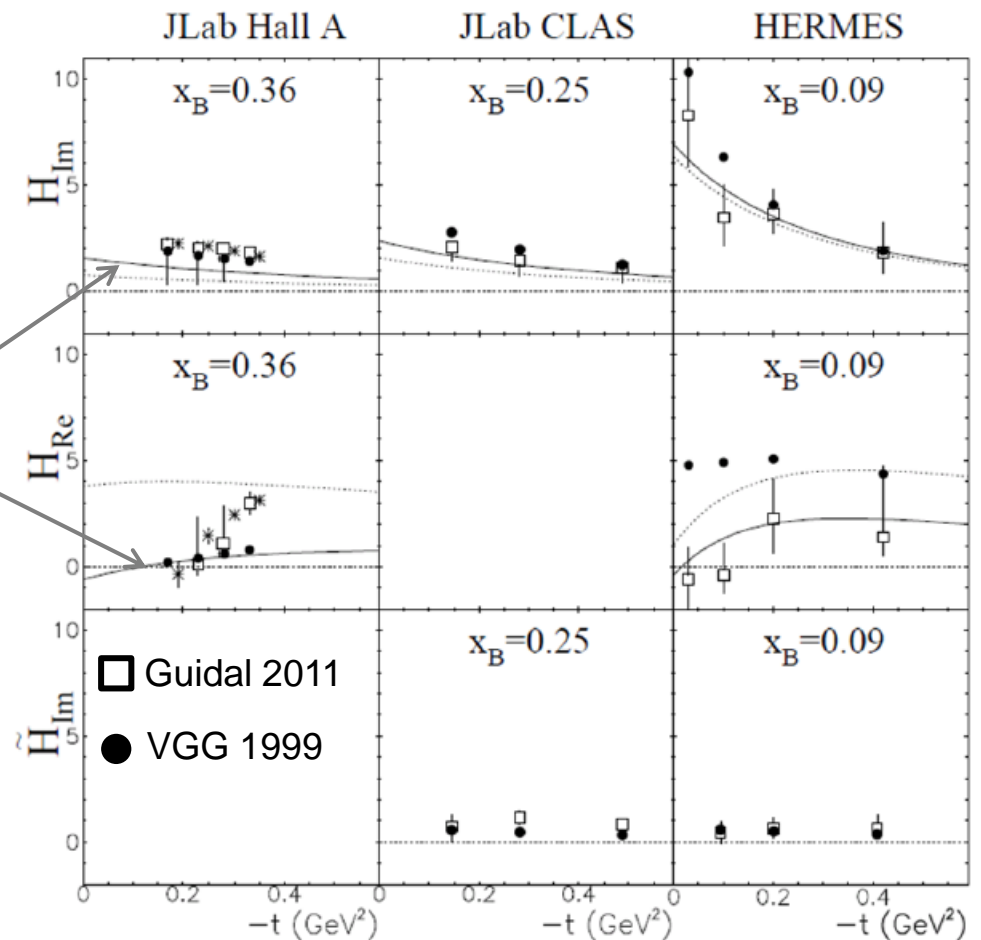 JLab Hall A JLab CLAS HERMES
10 x_B=0.36 x_B=0.25 x_B=0.09
H_Im
5
0
10 x_B=0.36 x_B=0.09
H_Re
5
0
10 x_B=0.25 x_B=0.09
Guidal 2011
H̃_Im
5
VGG 1999
0
0 0.2 0.4 0 0.2 0.4 0 0.2 0.4
−t (GeV²) −t (GeV²) −t (GeV²)